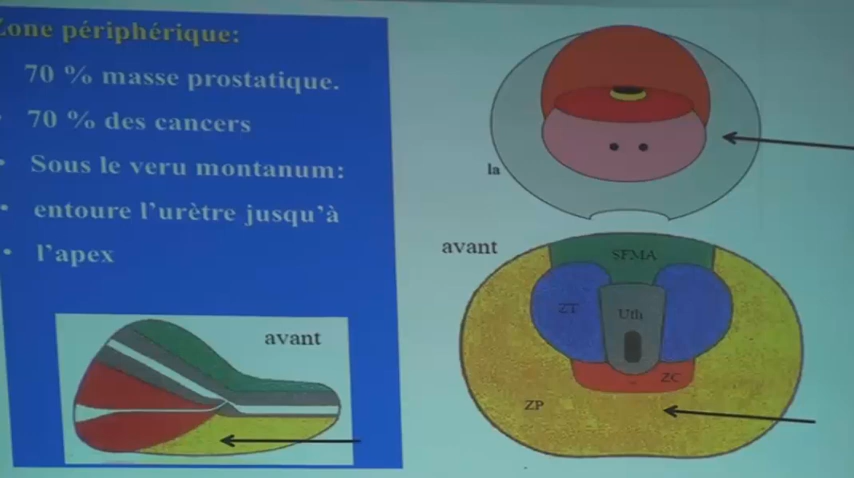 Zone périphérique:
70 % masse prostatique.
• 70 % des cancers
• Sous le veru montanum:
• entoure l'urètre jusqu'à
• l'apex
avant
la
avant
SFMA
ZT
Uth
ZC
ZP